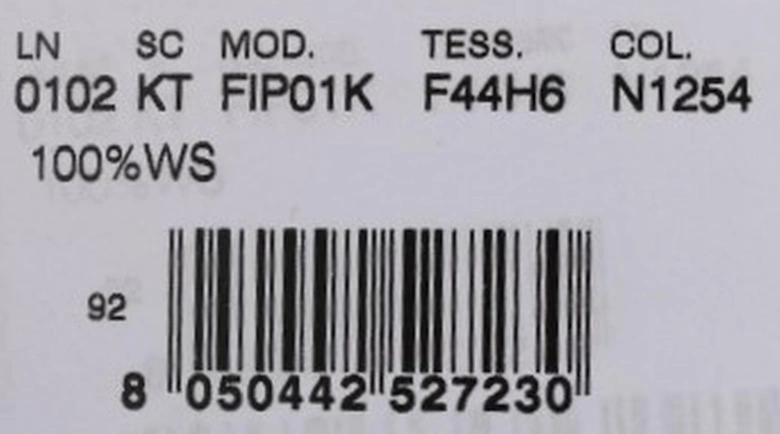 LN SC MOD. TESS. COL.
0102 KT FIP01K F44H6 N1254
100%WS
92
8 050442 527230